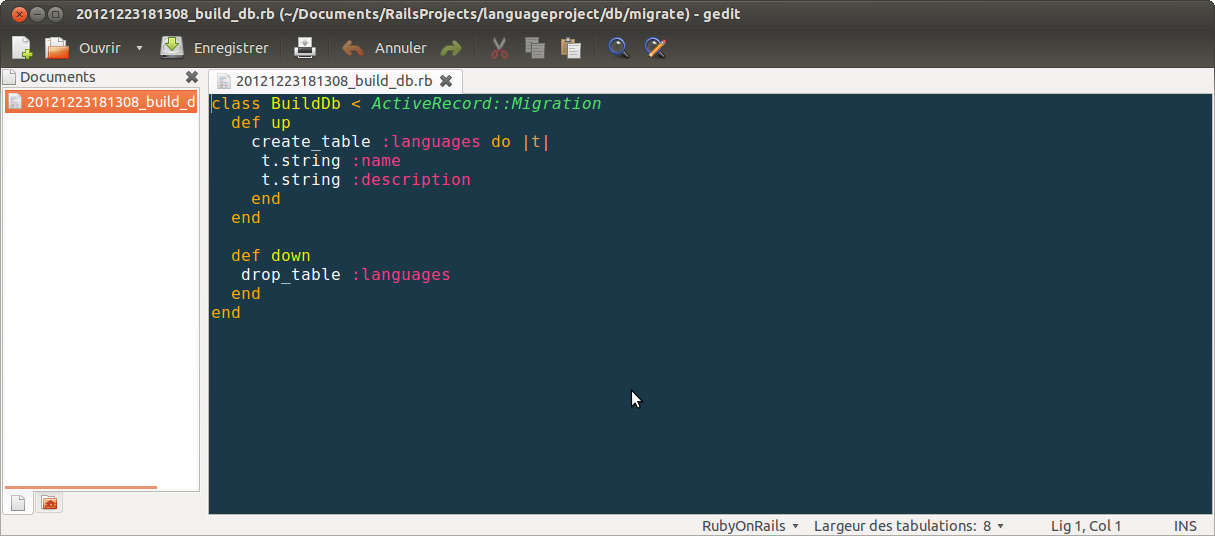 20121223181308_build_db.rb (~/Documents/RailsProjects/languageproject/db/migrate) - gedit
Ouvrir Enregistrer Annuler
Documents
20121223181308_build_d
20121223181308_build_db.rb
class BuildDb < ActiveRecord::Migration
  def up
    create_table :languages do |t|
     t.string :name
     t.string :description
    end
  end

  def down
   drop_table :languages
  end
end
RubyOnRails Largeur des tabulations: 8 Lig 1, Col 1 INS